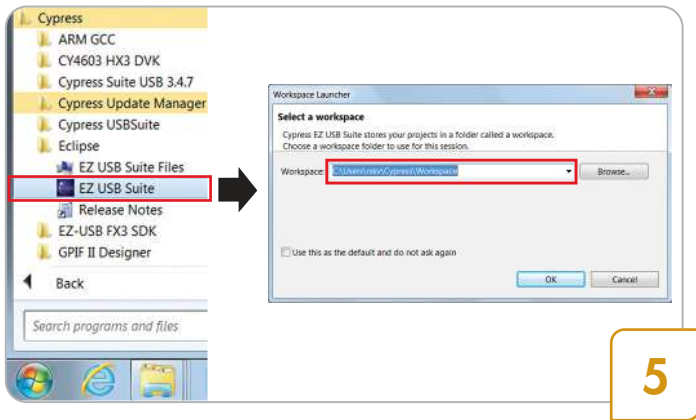 Cypress
ARM GCC
CY4603 HX3 DVK
Cypress Suite USB 3.4.7
Cypress Update Manager
Cypress USBSuite
Eclipse
EZ USB Suite Files
EZ USB Suite
Release Notes
EZ-USB FX3 SDK
GPIF II Designer
Back
Search programs and files
Workspace Launcher
Select a workspace
Cypress EZ USB Suite stores your projects in a folder called a workspace.
Choose a workspace folder to use for this session.
Workspace: C:\Users\rskv\Cypress\Workspace
Browse...
Use this as the default and do not ask again
OK
Cancel
5